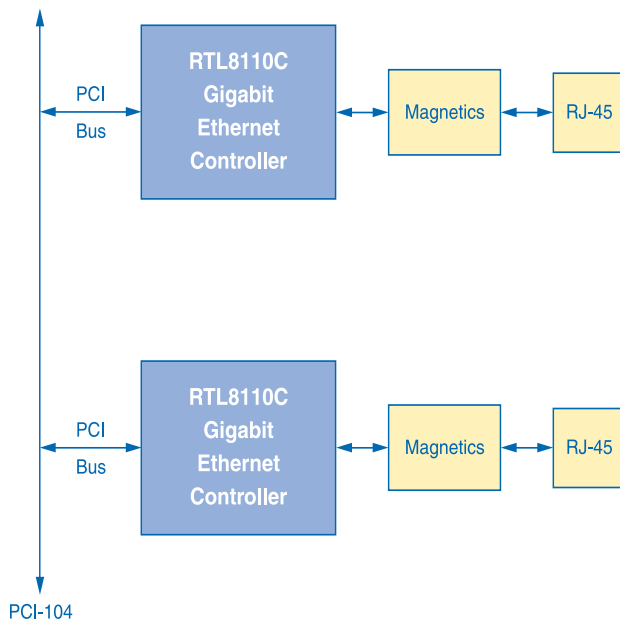 PCI
Bus
RTL8110C
Gigabit
Ethernet
Controller
Magnetics
RJ-45
PCI
Bus
RTL8110C
Gigabit
Ethernet
Controller
Magnetics
RJ-45
PCI-104